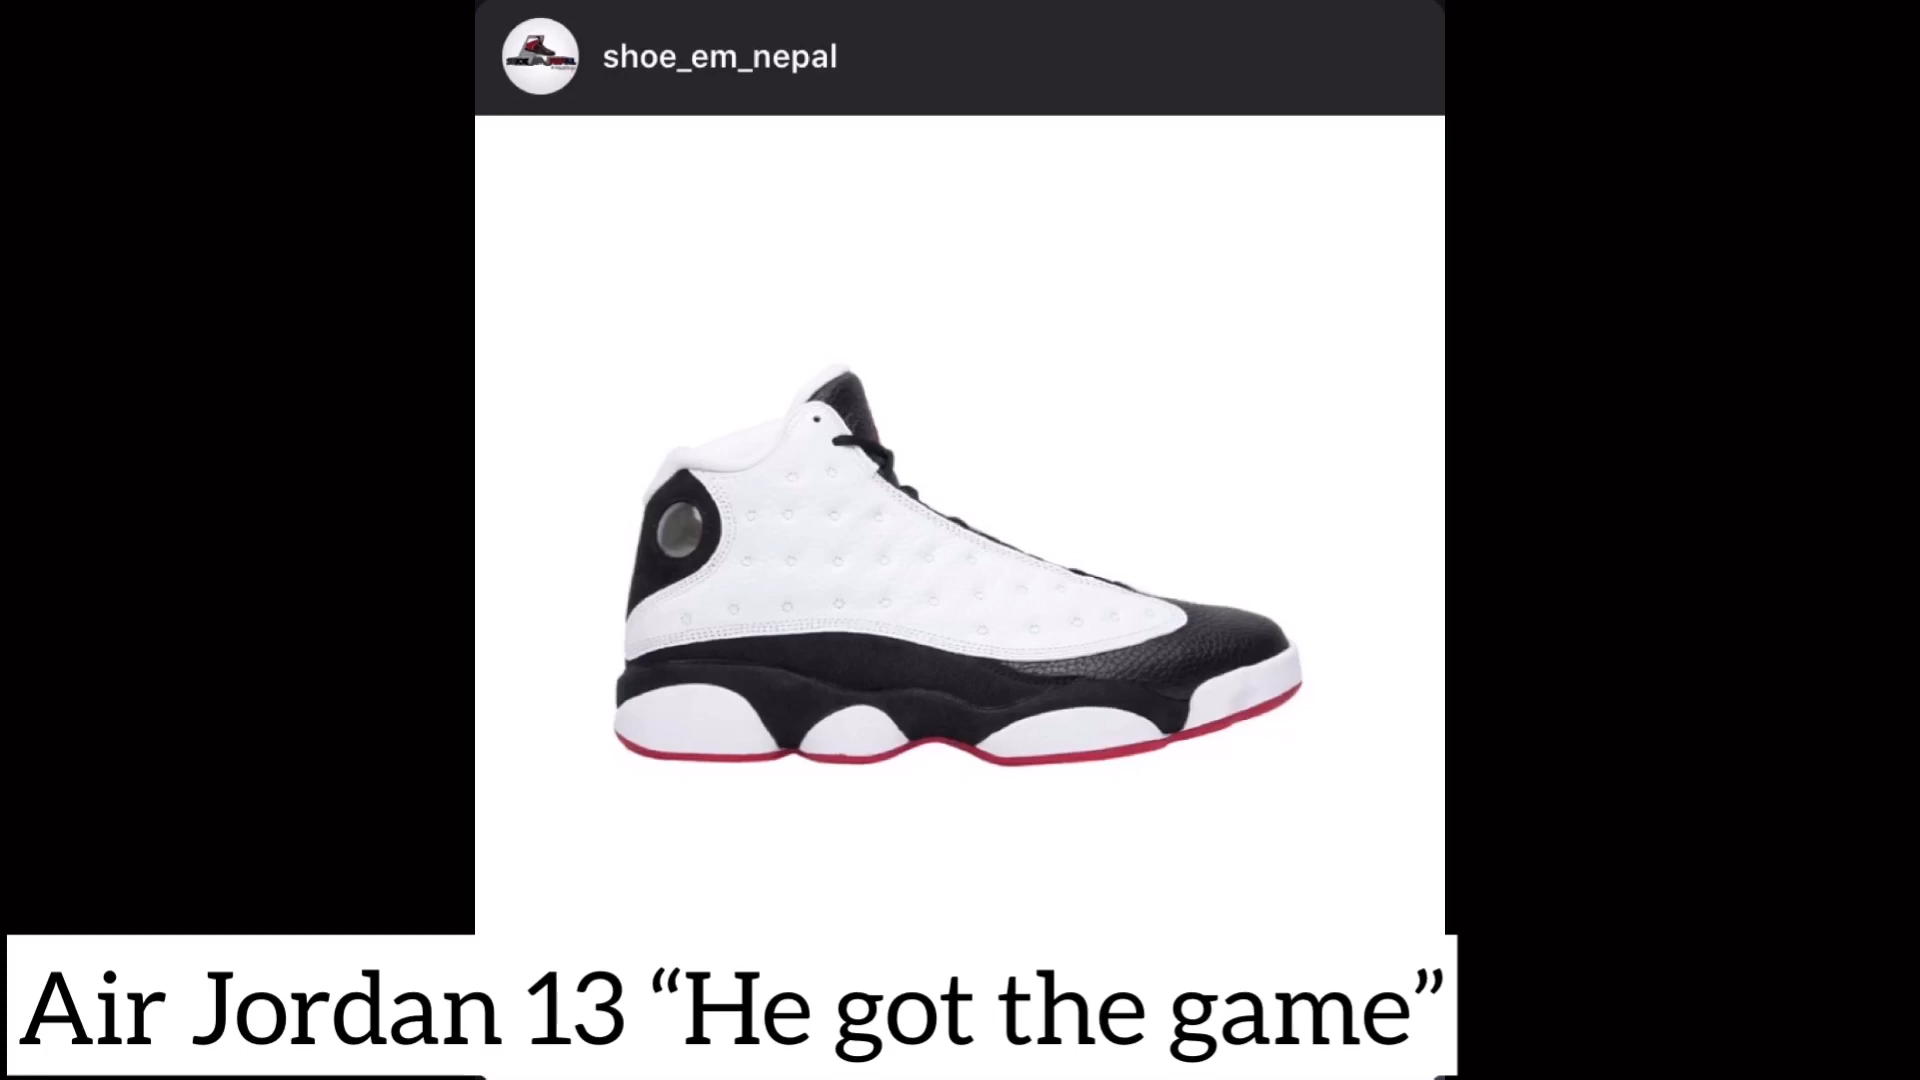 shoe_em_nepal
Air Jordan 13 “He got the game”